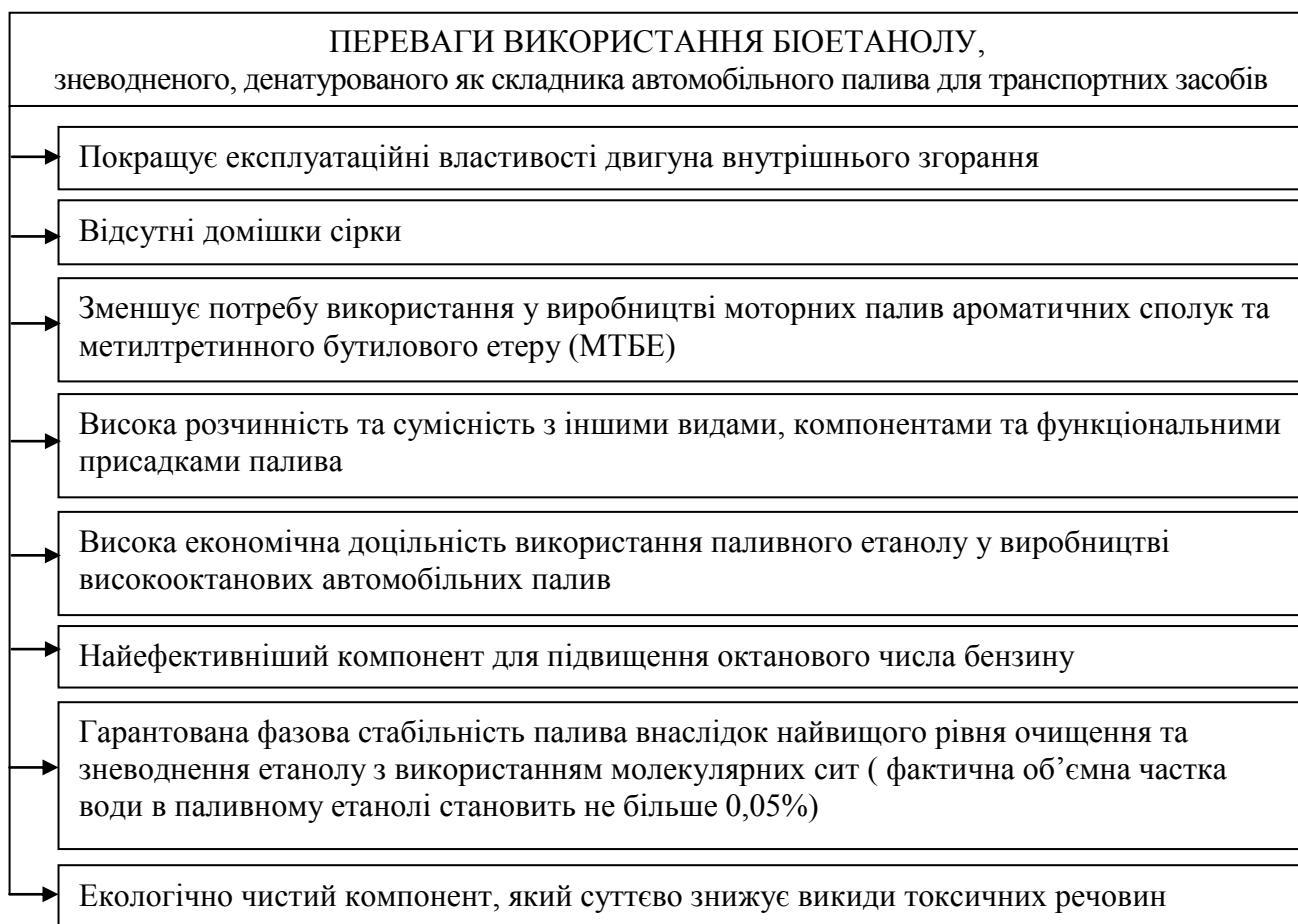 ПЕРЕВАГИ ВИКОРИСТАННЯ БІОЕТАНОЛУ,
зневодненого, денатурованого як складника автомобільного палива для транспортних засобів
Покращує експлуатаційні властивості двигуна внутрішнього згорання
Відсутні домішки сірки
Зменшує потребу використання у виробництві моторних палив ароматичних сполук та
метилтретинного бутилового етеру (МТБЕ)
Висока розчинність та сумісність з іншими видами, компонентами та функціональними
присадками палива
Висока економічна доцільність використання паливного етанолу у виробництві
високооктанових автомобільних палив
Найефективніший компонент для підвищення октанового числа бензину
Гарантована фазова стабільність палива внаслідок найвищого рівня очищення та
зневоднення етанолу з використанням молекулярних сит ( фактична об’ємна частка
води в паливному етанолі становить не більше 0,05%)
Екологічно чистий компонент, який суттєво знижує викиди токсичних речовин